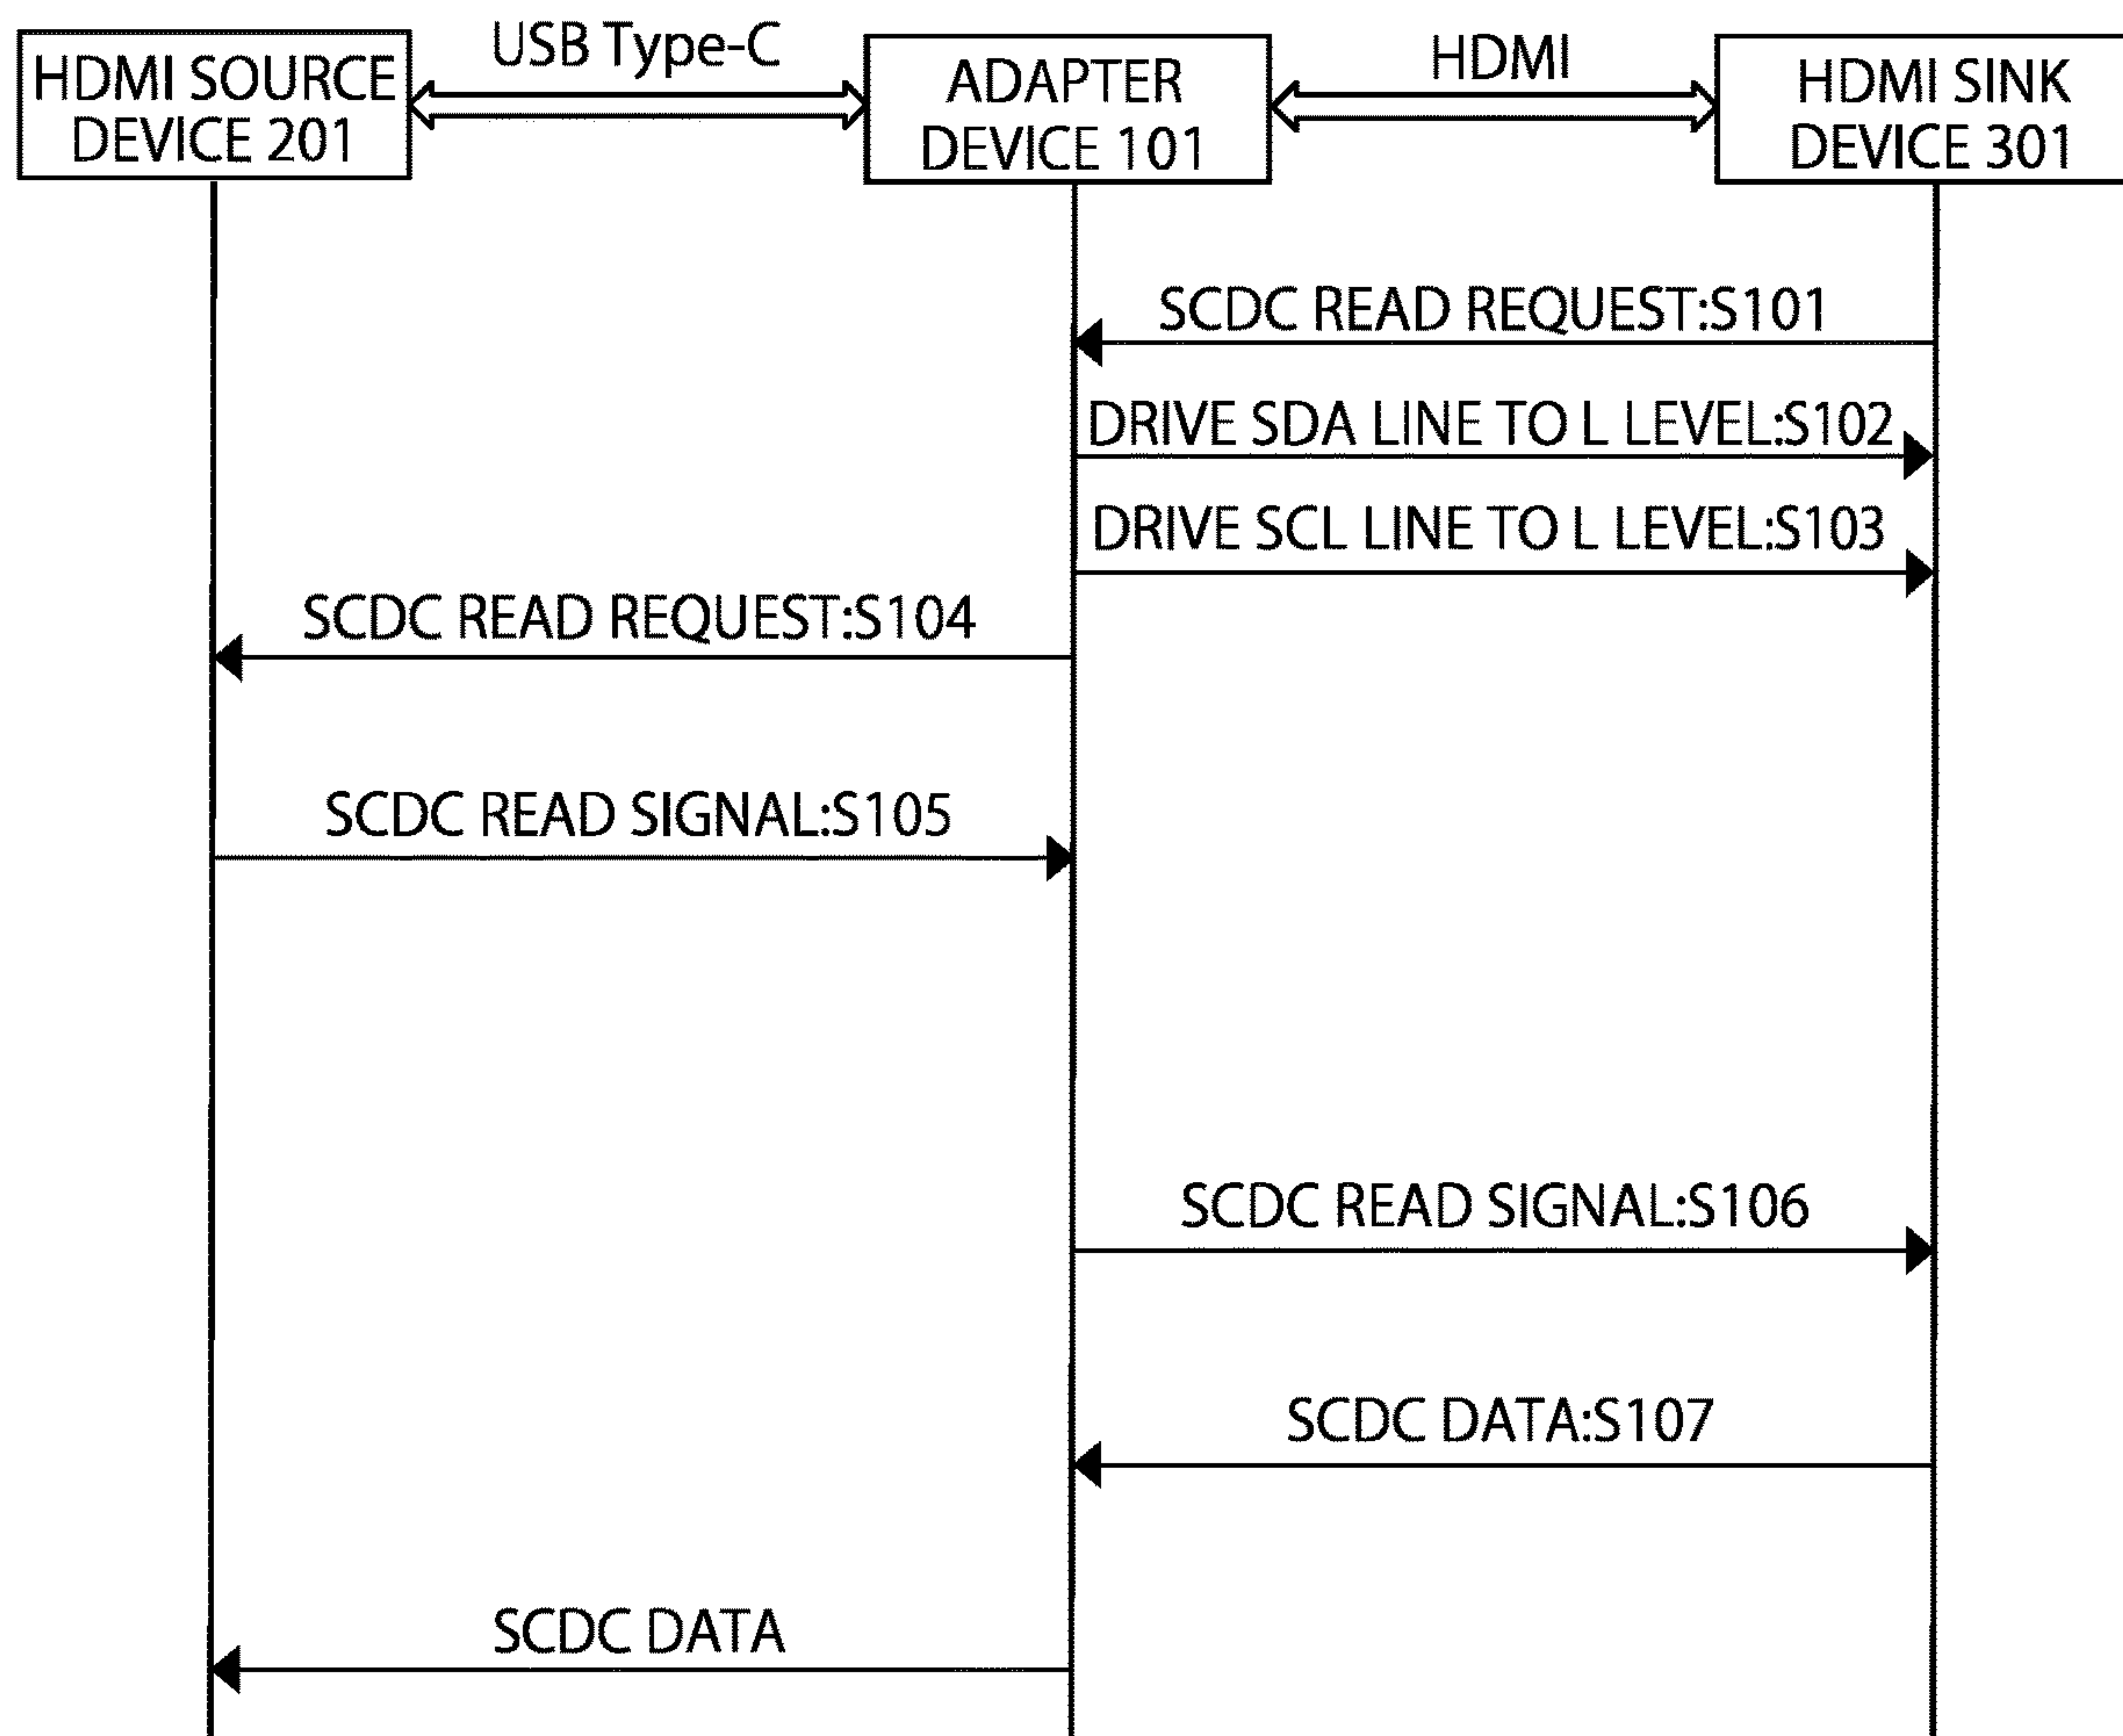 HDMI SOURCE
DEVICE 201
USB Type-C
ADAPTER
DEVICE 101
HDMI
HDMI SINK
DEVICE 301
SCDC READ REQUEST:S101
DRIVE SDA LINE TO L LEVEL:S102
DRIVE SCL LINE TO L LEVEL:S103
SCDC READ REQUEST:S104
SCDC READ SIGNAL:S105
SCDC READ SIGNAL:S106
SCDC DATA:S107
SCDC DATA